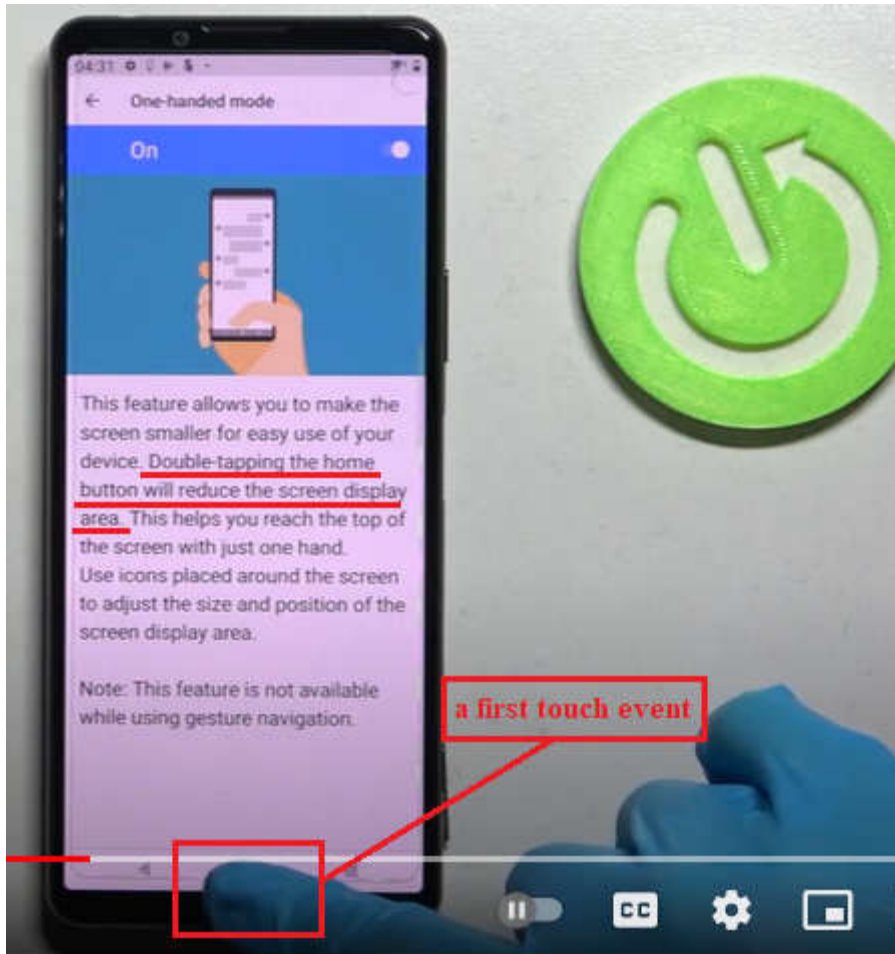 04:31
One-handed mode
On
This feature allows you to make the
screen smaller for easy use of your
device. Double-tapping the home
button will reduce the screen display
area. This helps you reach the top of
the screen with just one hand.
Use icons placed around the screen
to adjust the size and position of the
screen display area.
Note: This feature is not available
while using gesture navigation.
a first touch event
CC